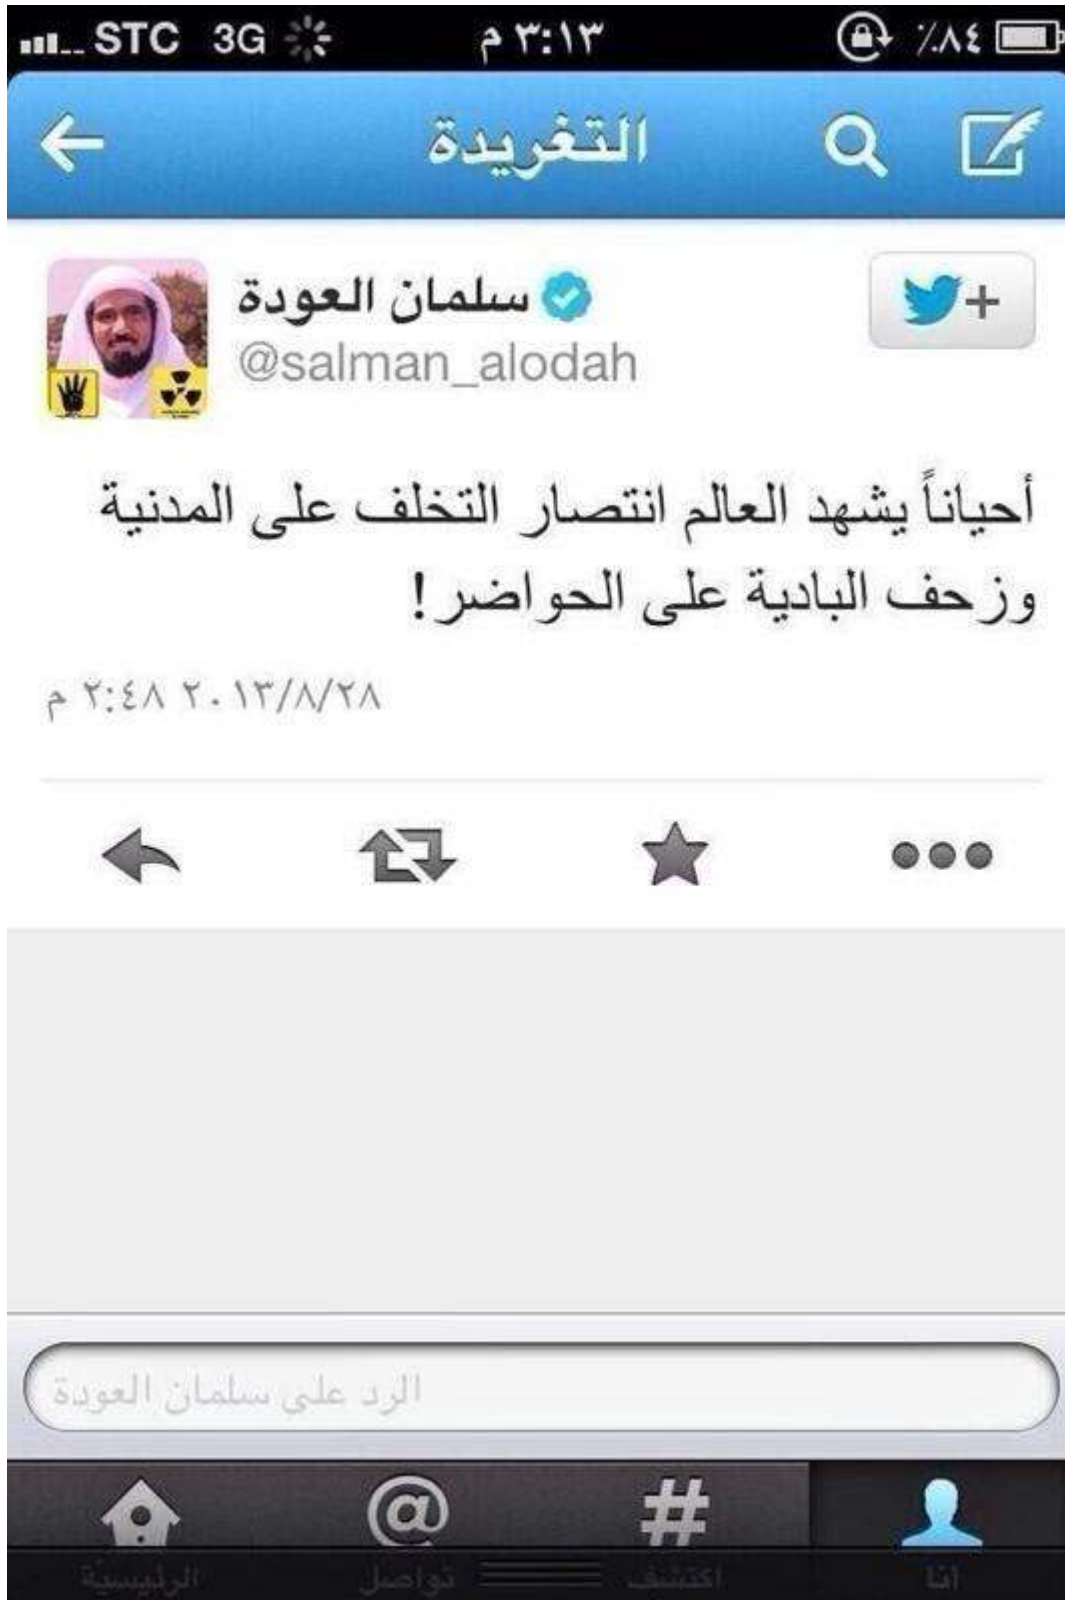 STC 3G ٣:١٣ م ٪٨٤
التغريدة
سلمان العودة
@salman_alodah
أحياناً يشهد العالم انتصار التخلف على المدنية
وزحف البادية على الحواضر!
٢٠١٣/٨/٢٨ ٢:٤٨ م
الرد على سلمان العودة
الرئيسية تواصل اكتشف أنا